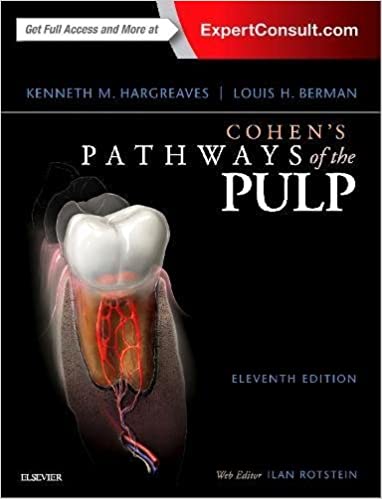 Get Full Access and More at
ExpertConsult.com
KENNETH M. HARGREAVES | LOUIS H. BERMAN
COHEN'S
PATHWAYS of the
PULP
ELEVENTH EDITION
ELSEVIER
Web Editor ILAN ROTSTEIN